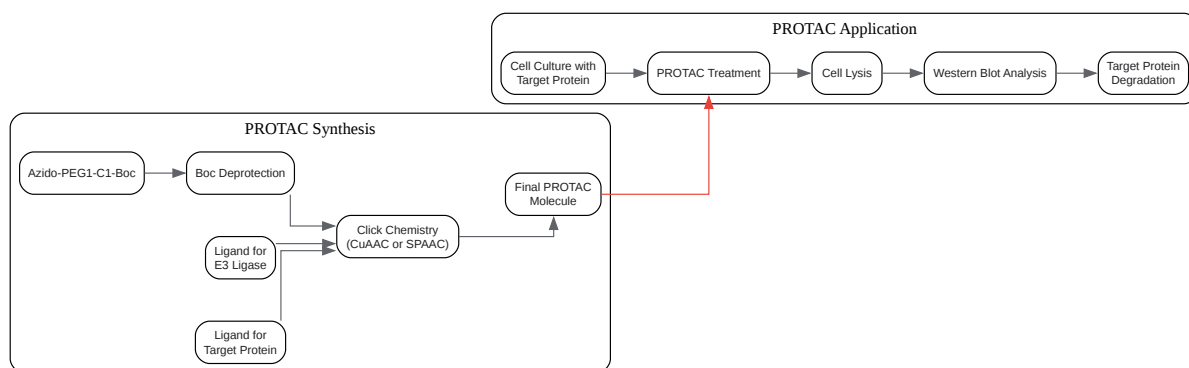 PROTAC Application
Cell Culture with
Target Protein
PROTAC Treatment
Cell Lysis
Western Blot Analysis
Target Protein
Degradation
PROTAC Synthesis
Azido-PEG1-C1-Boc
Boc Deprotection
Final PROTAC
Molecule
Click Chemistry
(CuAAC or SPAAC)
Ligand for
E3 Ligase
Ligand for
Target Protein